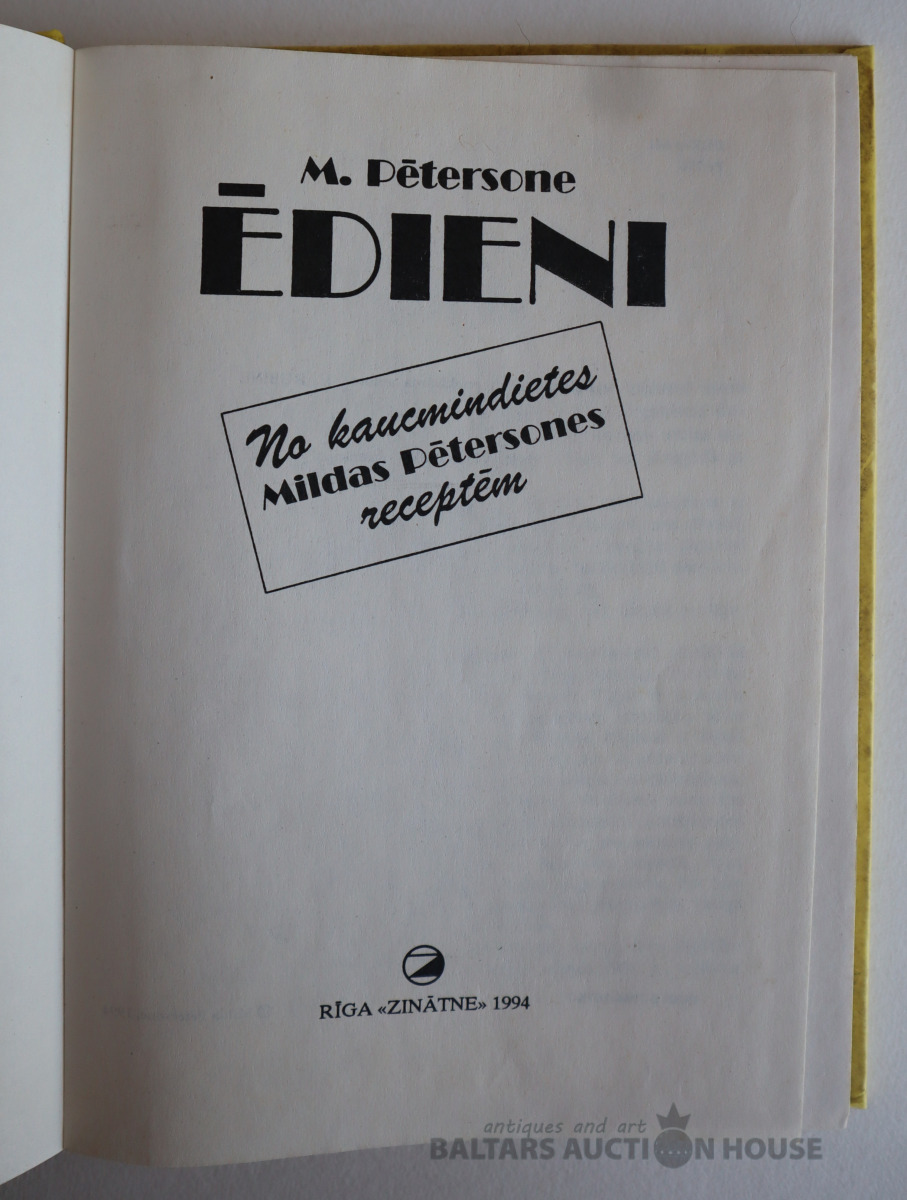 M. Pētersone
ĒDIENI
No kaucmindietes
Mildas Pētersones
receptēm
RĪGA «ZINĀTNE» 1994
antiques and art
BALTARS AUCTION HOUSE